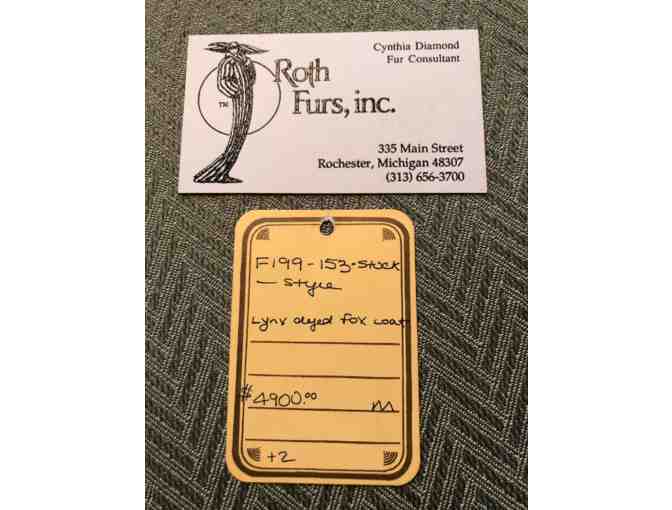 Cynthia Diamond
Fur Consultant
Roth
Furs, inc.
TM
335 Main Street
Rochester, Michigan 48307
(313) 656-3700
F199-153-Stock
- Style
Lynx dyed fox coat
$4900.00
M
+2